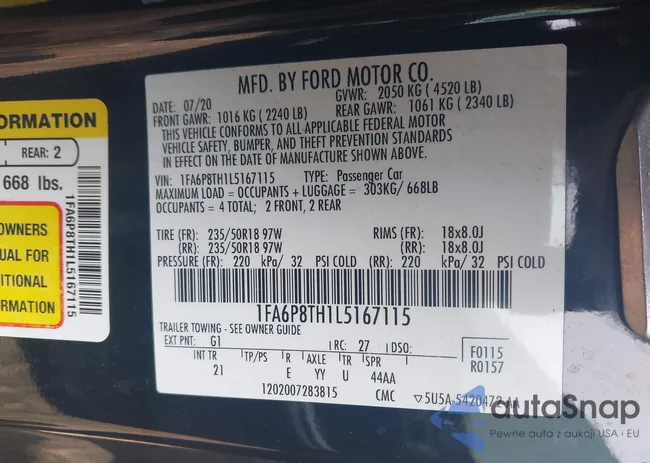 ORMATION
REAR: 2
668 lbs.
OWNERS
UAL FOR
ITIONAL
FORMATION
1FA6P8TH1L5167115
MFD. BY FORD MOTOR CO.
DATE: 07/20 GVWR: 2050 KG ( 4520 LB)
FRONT GAWR: 1016 KG ( 2240 LB) REAR GAWR: 1061 KG ( 2340 LB)
THIS VEHICLE CONFORMS TO ALL APPLICABLE FEDERAL MOTOR
VEHICLE SAFETY, BUMPER, AND THEFT PREVENTION STANDARDS
IN EFFECT ON THE DATE OF MANUFACTURE SHOWN ABOVE.
VIN: 1FA6P8TH1L5167115 TYPE: Passenger Car
MAXIMUM LOAD = OCCUPANTS + LUGGAGE = 303KG/ 668LB
OCCUPANTS = 4 TOTAL; 2 FRONT, 2 REAR
TIRE (FR): 235/50R18 97W RIMS (FR): 18x8.0J
(RR): 235/50R18 97W (RR): 18x8.0J
PRESSURE (FR): 220 kPa/ 32 PSI COLD (RR): 220 kPa/ 32 PSI COLD
1FA6P8TH1L5167115
TRAILER TOWING - SEE OWNER GUIDE
EXT PNT: G1 RC: 27 DSO:
INT TR TP/PS R AXLE TR SPR
21 E YY U 44AA
F0115
R0157
1202007283815 CMC 5U5A-5420472-AA
autoSnap
Pewne auta z aukcji USA i EU